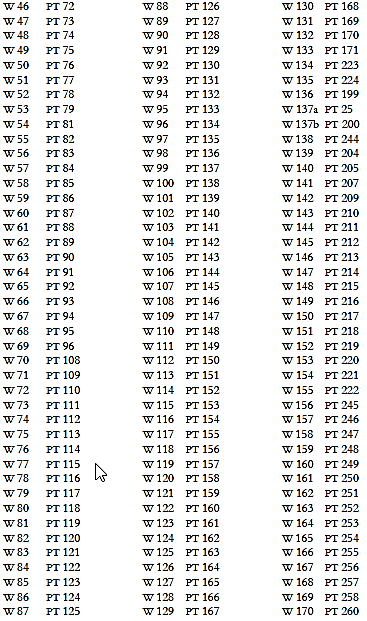 W 46 PT 72
W 47 PT 73
W 48 PT 74
W 49 PT 75
W 50 PT 76
W 51 PT 77
W 52 PT 78
W 53 PT 79
W 54 PT 81
W 55 PT 82
W 56 PT 83
W 57 PT 84
W 58 PT 85
W 59 PT 86
W 60 PT 87
W 61 PT 88
W 62 PT 89
W 63 PT 90
W 64 PT 91
W 65 PT 92
W 66 PT 93
W 67 PT 94
W 68 PT 95
W 69 PT 96
W 70 PT 108
W 71 PT 109
W 72 PT 110
W 73 PT 111
W 74 PT 112
W 75 PT 113
W 76 PT 114
W 77 PT 115
W 78 PT 116
W 79 PT 117
W 80 PT 118
W 81 PT 119
W 82 PT 120
W 83 PT 121
W 84 PT 122
W 85 PT 123
W 86 PT 124
W 87 PT 125
W 88 PT 126
W 89 PT 127
W 90 PT 128
W 91 PT 129
W 92 PT 130
W 93 PT 131
W 94 PT 132
W 95 PT 133
W 96 PT 134
W 97 PT 135
W 98 PT 136
W 99 PT 137
W 100 PT 138
W 101 PT 139
W 102 PT 140
W 103 PT 141
W 104 PT 142
W 105 PT 143
W 106 PT 144
W 107 PT 145
W 108 PT 146
W 109 PT 147
W 110 PT 148
W 111 PT 149
W 112 PT 150
W 113 PT 151
W 114 PT 152
W 115 PT 153
W 116 PT 154
W 117 PT 155
W 118 PT 156
W 119 PT 157
W 120 PT 158
W 121 PT 159
W 122 PT 160
W 123 PT 161
W 124 PT 162
W 125 PT 163
W 126 PT 164
W 127 PT 165
W 128 PT 166
W 129 PT 167
W 130 PT 168
W 131 PT 169
W 132 PT 170
W 133 PT 171
W 134 PT 223
W 135 PT 224
W 136 PT 199
W 137a PT 25
W 137b PT 200
W 138 PT 244
W 139 PT 204
W 140 PT 205
W 141 PT 207
W 142 PT 209
W 143 PT 210
W 144 PT 211
W 145 PT 212
W 146 PT 213
W 147 PT 214
W 148 PT 215
W 149 PT 216
W 150 PT 217
W 151 PT 218
W 152 PT 219
W 153 PT 220
W 154 PT 221
W 155 PT 222
W 156 PT 245
W 157 PT 246
W 158 PT 247
W 159 PT 248
W 160 PT 249
W 161 PT 250
W 162 PT 251
W 163 PT 252
W 164 PT 253
W 165 PT 254
W 166 PT 255
W 167 PT 256
W 168 PT 257
W 169 PT 258
W 170 PT 260